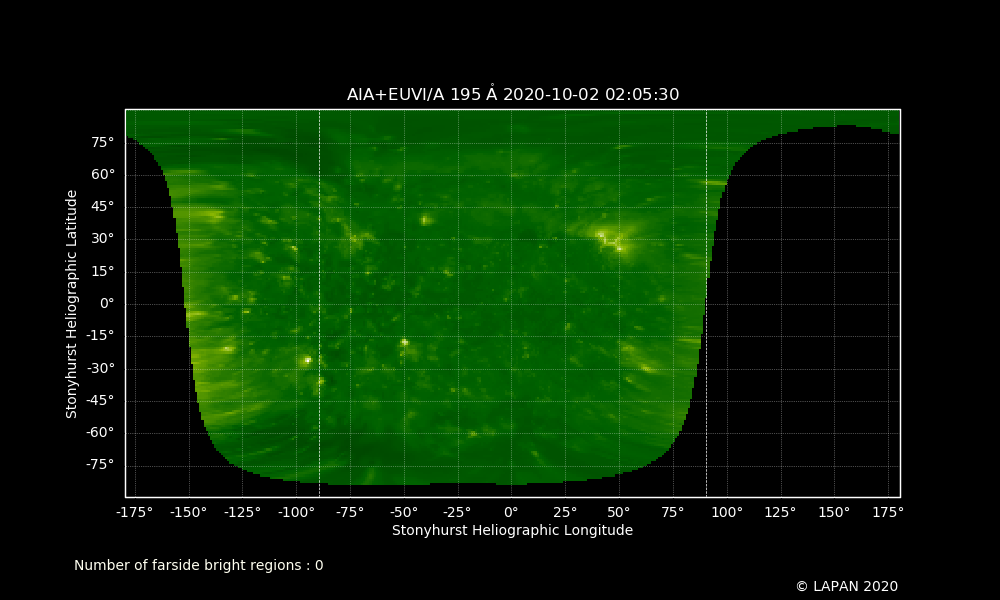 AIA+EUVI/A 195 Å 2020-10-02 02:05:30
75°
60°
45°
30°
15°
0°
-15°
-30°
-45°
-60°
-75°
Stonyhurst Heliographic Latitude
-175° -150° -125° -100° -75° -50° -25° 0° 25° 50° 75° 100° 125° 150° 175°
Stonyhurst Heliographic Longitude
Number of farside bright regions : 0
© LAPAN 2020